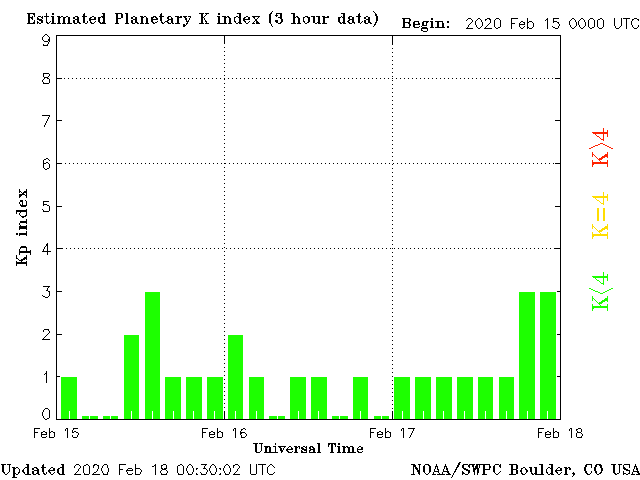 Estimated Planetary K index (3 hour data)
Begin: 2020 Feb 15 0000 UTC
9
8
7
6
5
4
3
2
1
0
Kp index
K<4
K=4
K>4
Feb 15
Feb 16
Feb 17
Feb 18
Universal Time
Updated 2020 Feb 18 00:30:02 UTC
NOAA/SWPC Boulder, CO USA